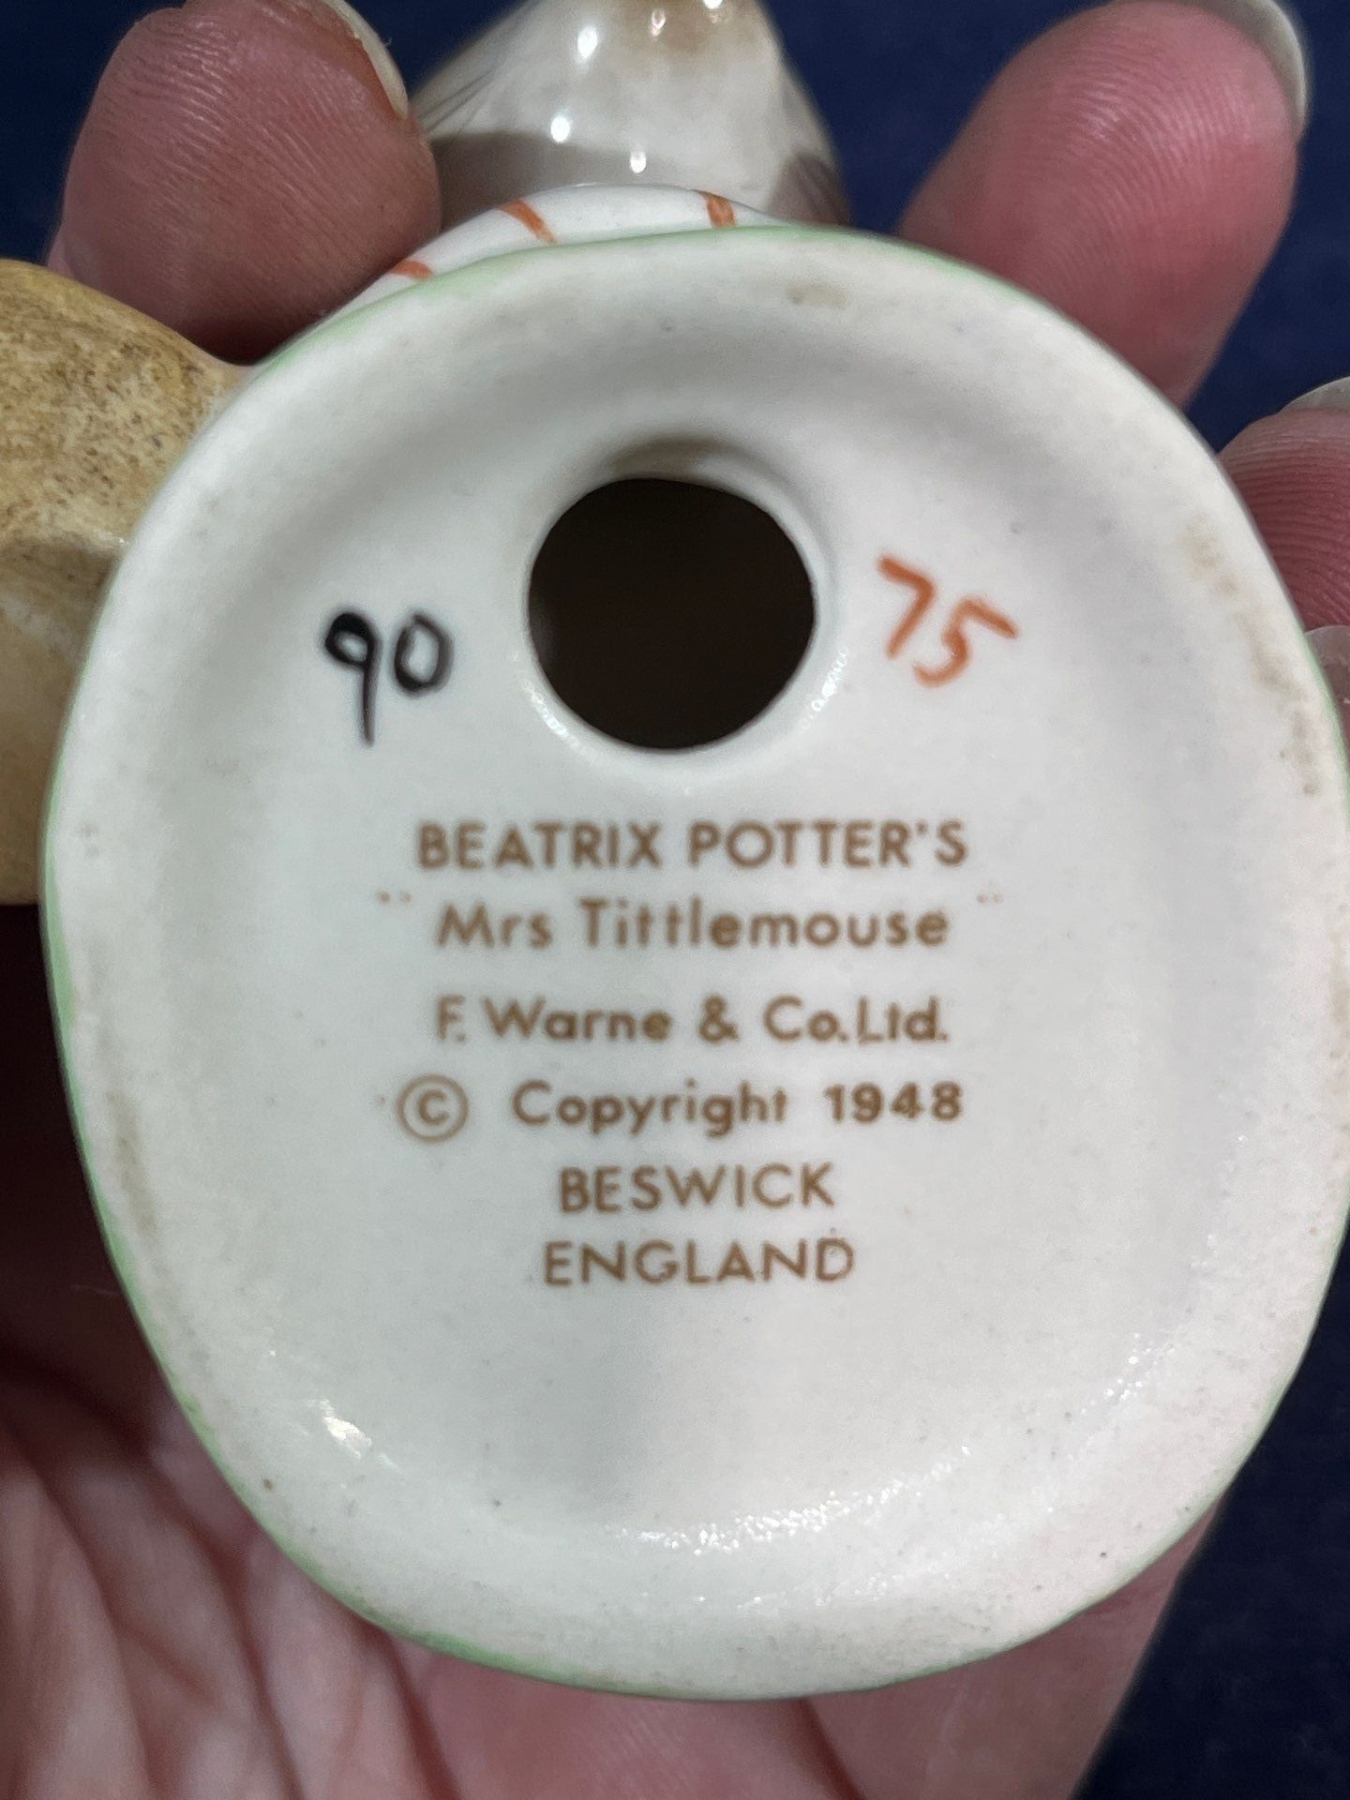 90 75
BEATRIX POTTER'S
"Mrs Tittlemouse"
F. Warne & Co.Ltd.
© Copyright 1948
BESWICK
ENGLAND